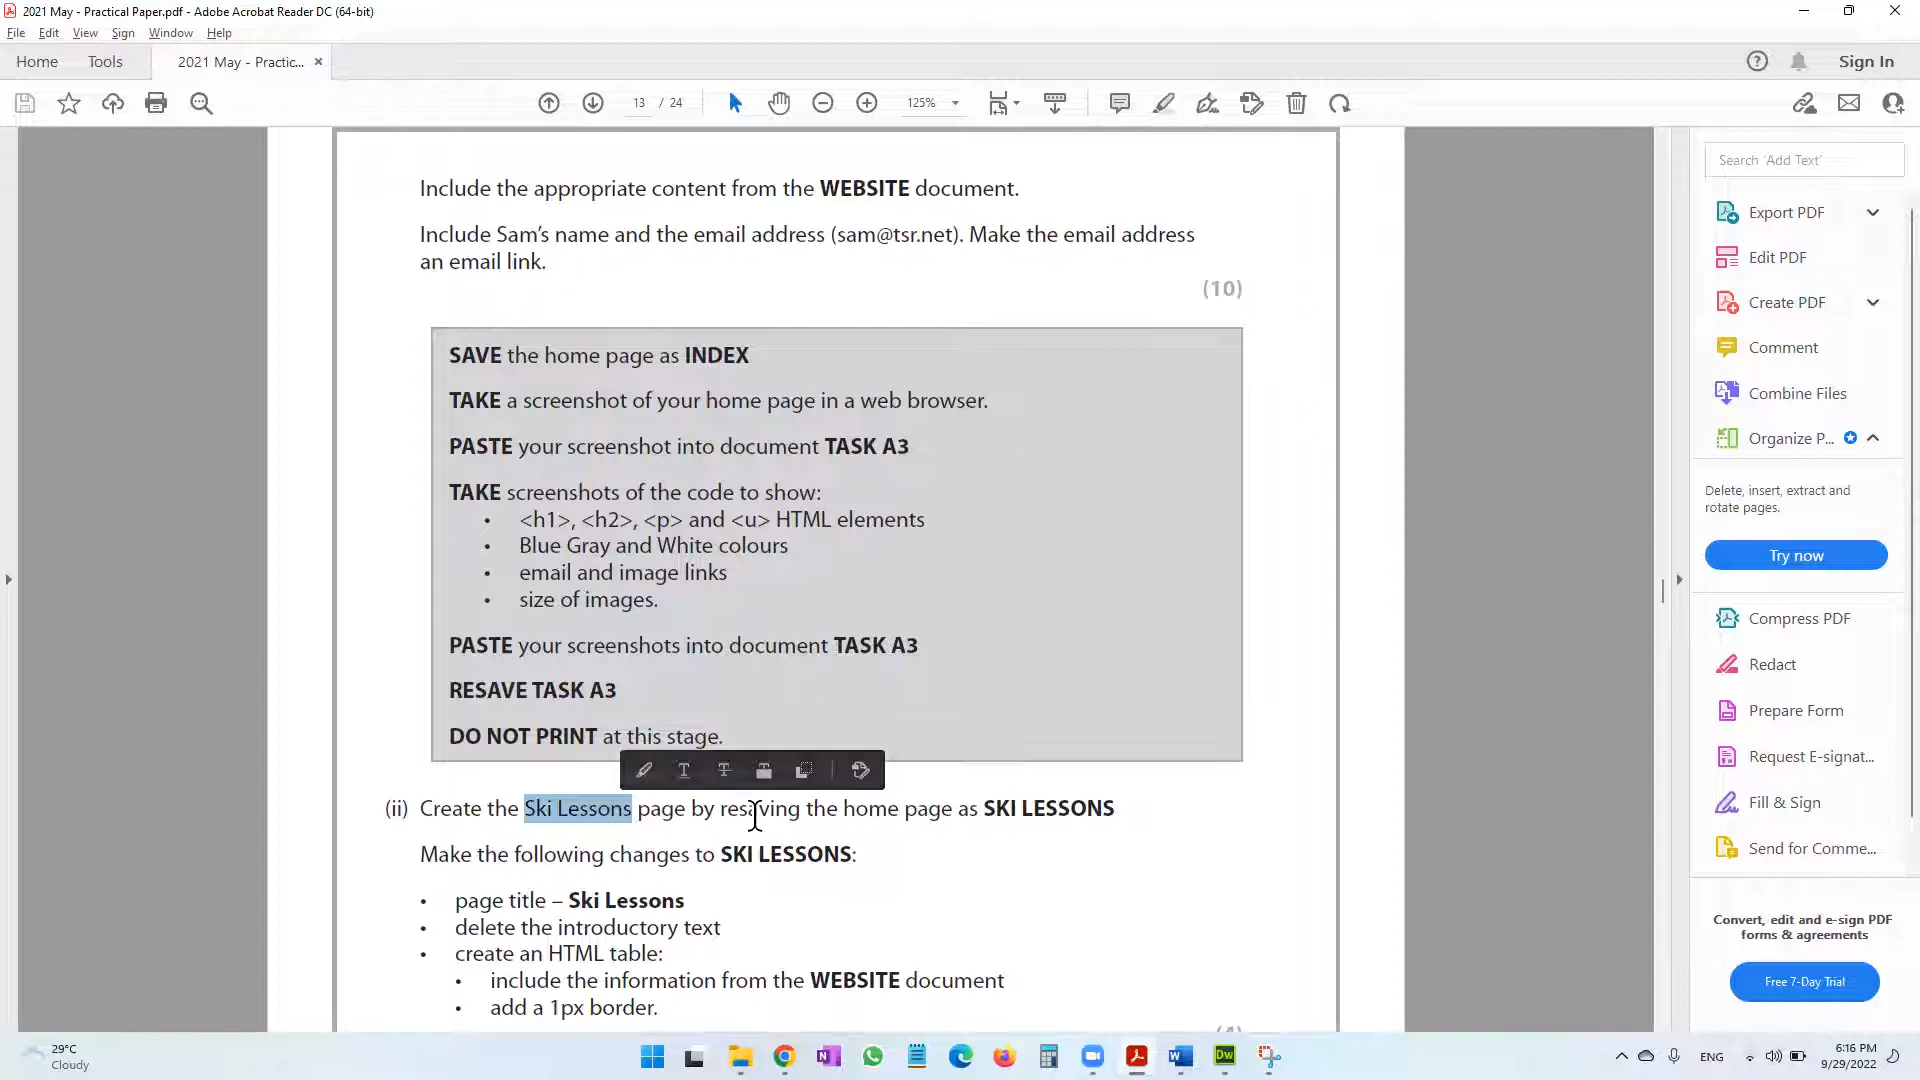 2021 May - Practical Paper.pdf - Adobe Acrobat Reader DC (64-bit)
File Edit View Sign Window Help
Home Tools 2021 May - Practic... × Sign In
13 / 24 125%
Include the appropriate content from the WEBSITE document.
Include Sam's name and the email address (sam@tsr.net). Make the email address
an email link.
(10)
SAVE the home page as INDEX
TAKE a screenshot of your home page in a web browser.
PASTE your screenshot into document TASK A3
TAKE screenshots of the code to show:
• <h1>, <h2>, <p> and <u> HTML elements
• Blue Gray and White colours
• email and image links
• size of images.
PASTE your screenshots into document TASK A3
RESAVE TASK A3
DO NOT PRINT at this stage.
(ii) Create the Ski Lessons page by resaving the home page as SKI LESSONS
Make the following changes to SKI LESSONS:
• page title – Ski Lessons
• delete the introductory text
• create an HTML table:
• include the information from the WEBSITE document
• add a 1px border.
(4)
Search 'Add Text'
Export PDF
Edit PDF
Create PDF
Comment
Combine Files
Organize P...
Delete, insert, extract and
rotate pages.
Try now
Compress PDF
Redact
Prepare Form
Request E-signat...
Fill & Sign
Send for Comme...
Convert, edit and e-sign PDF
forms & agreements
Free 7-Day Trial
29°C
Cloudy
Dw
ENG
6:16 PM
9/29/2022